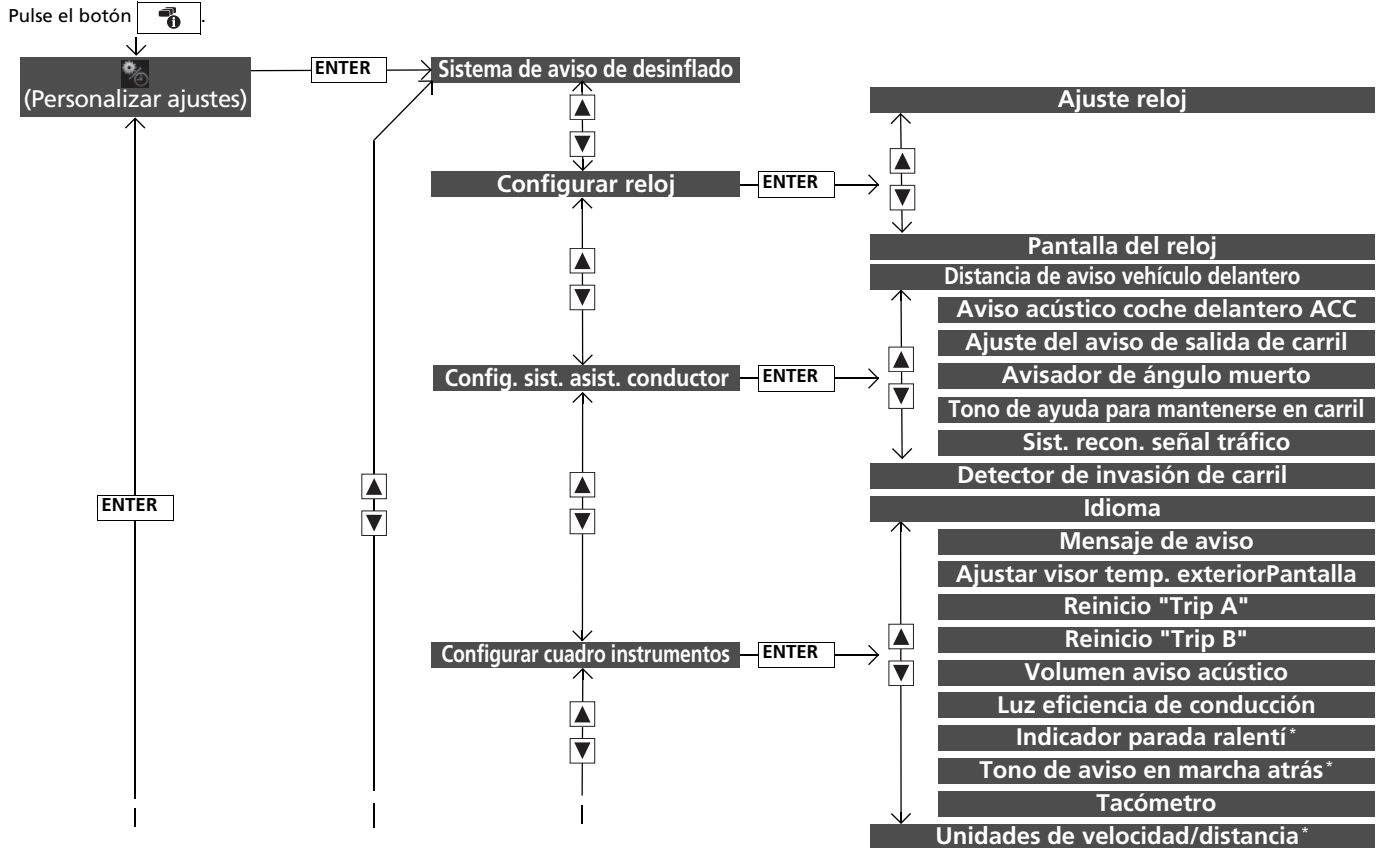 Pulse el botón .
(Personalizar ajustes)
ENTER
Sistema de aviso de desinflado
Configurar reloj
ENTER
Ajuste reloj
Pantalla del reloj
Config. sist. asist. conductor
ENTER
Distancia de aviso vehículo delantero
Aviso acústico coche delantero ACC
Ajuste del aviso de salida de carril
Avisador de ángulo muerto
Tono de ayuda para mantenerse en carril
Sist. recon. señal tráfico
Detector de invasión de carril
ENTER
Configurar cuadro instrumentos
ENTER
Idioma
Mensaje de aviso
Ajustar visor temp. exteriorPantalla
Reinicio "Trip A"
Reinicio "Trip B"
Volumen aviso acústico
Luz eficiencia de conducción
Indicador parada ralentí*
Tono de aviso en marcha atrás*
Tacómetro
Unidades de velocidad/distancia*